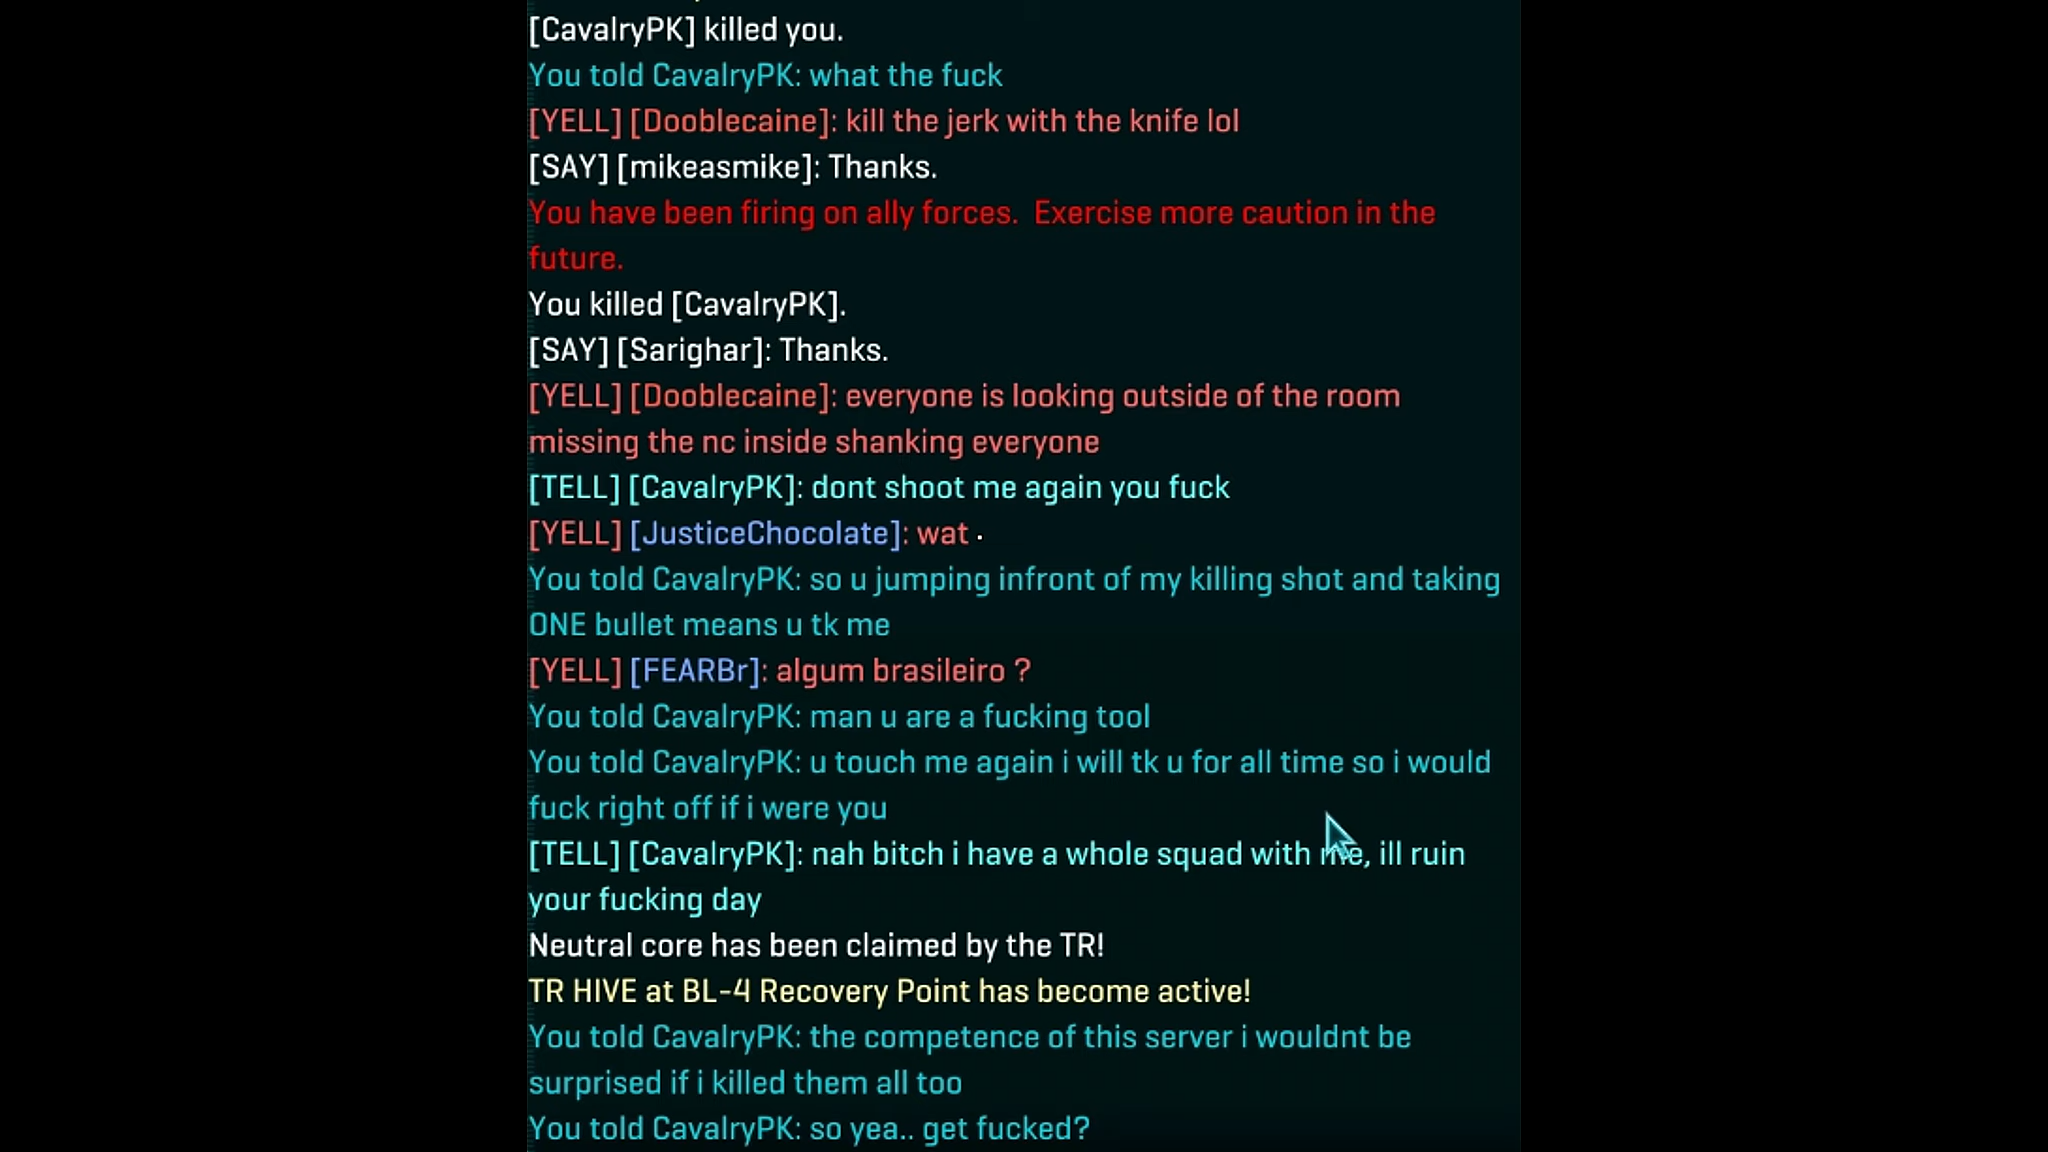 [CavalryPK] killed you.
You told CavalryPK: what the fuck
[YELL] [Dooblecaine]: kill the jerk with the knife lol
[SAY] [mikeasmike]: Thanks.
You have been firing on ally forces.  Exercise more caution in the
future.
You killed [CavalryPK].
[SAY] [Sarighar]: Thanks.
[YELL] [Dooblecaine]: everyone is looking outside of the room
missing the nc inside shanking everyone
[TELL] [CavalryPK]: dont shoot me again you fuck
[YELL] [JusticeChocolate]: wat
You told CavalryPK: so u jumping infront of my killing shot and taking
ONE bullet means u tk me
[YELL] [FEARBr]: algum brasileiro ?
You told CavalryPK: man u are a fucking tool
You told CavalryPK: u touch me again i will tk u for all time so i would
fuck right off if i were you
[TELL] [CavalryPK]: nah bitch i have a whole squad with me, ill ruin
your fucking day
Neutral core has been claimed by the TR!
TR HIVE at BL-4 Recovery Point has become active!
You told CavalryPK: the competence of this server i wouldnt be
surprised if i killed them all too
You told CavalryPK: so yea.. get fucked?